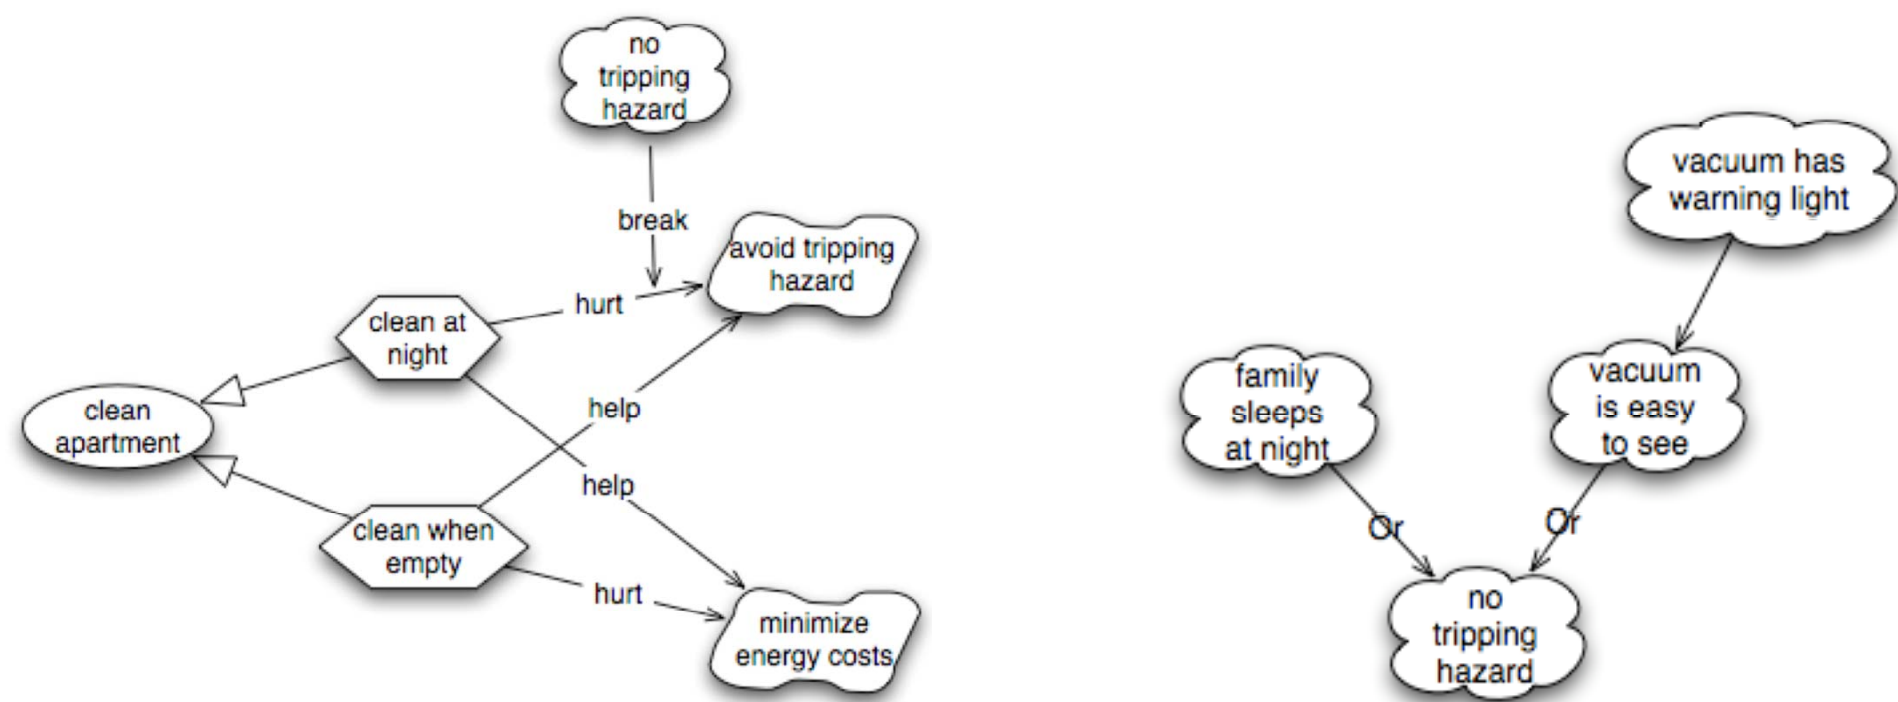 no
tripping
hazard
break
avoid tripping
hazard
hurt
clean at
night
clean
apartment
help
help
clean when
empty
hurt
minimize
energy costs
vacuum has
warning light
family
sleeps
at night
vacuum
is easy
to see
Or
Or
no
tripping
hazard